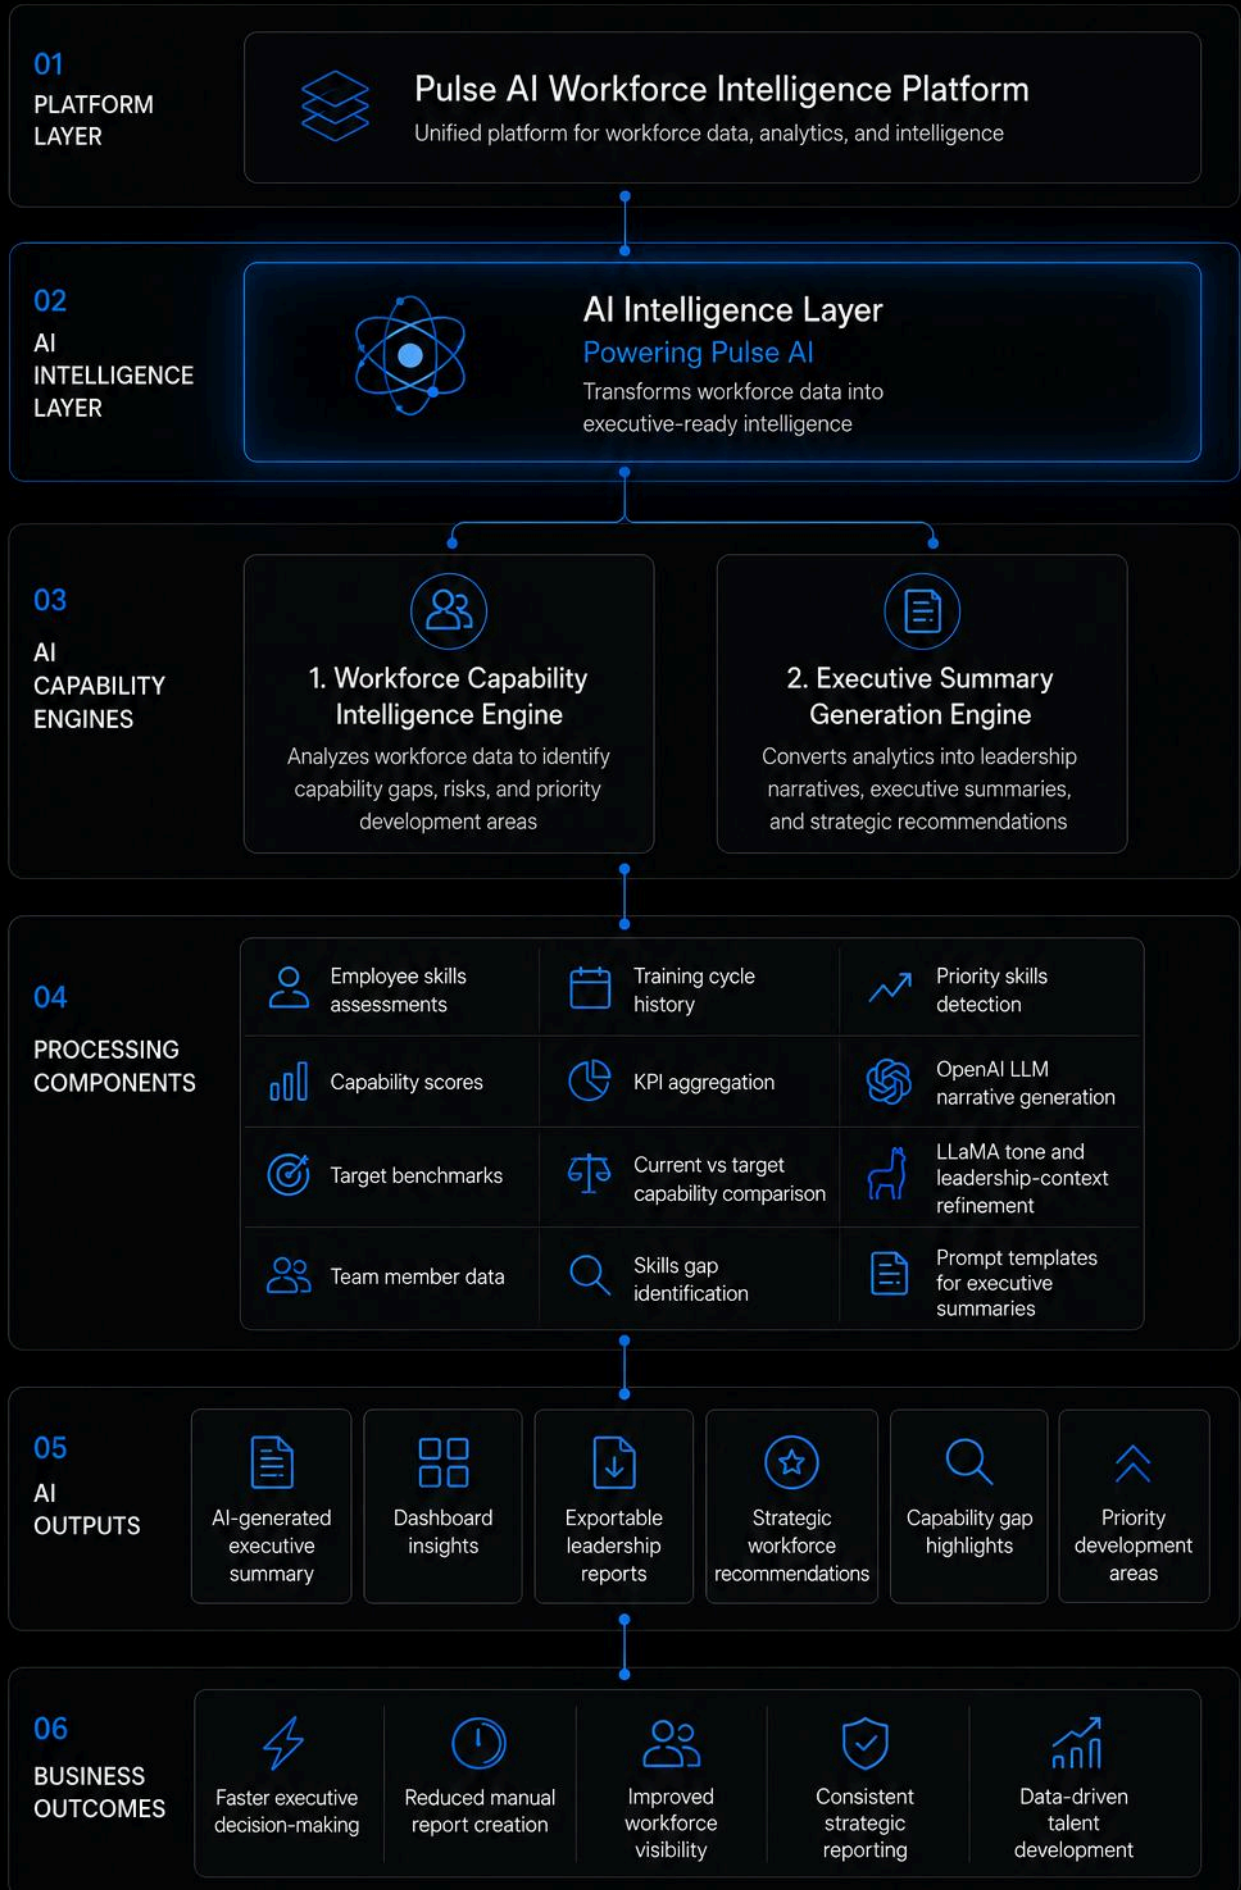 01
PLATFORM
LAYER
Pulse AI Workforce Intelligence Platform
Unified platform for workforce data, analytics, and intelligence
02
AI
INTELLIGENCE
LAYER
AI Intelligence Layer
Powering Pulse AI
Transforms workforce data into
executive-ready intelligence
03
AI
CAPABILITY
ENGINES
1. Workforce Capability
Intelligence Engine
Analyzes workforce data to identify
capability gaps, risks, and priority
development areas
2. Executive Summary
Generation Engine
Converts analytics into leadership
narratives, executive summaries,
and strategic recommendations
04
PROCESSING
COMPONENTS
Employee skills
assessments
Training cycle
history
Priority skills
detection
Capability scores
KPI aggregation
OpenAI LLM
narrative generation
Target benchmarks
Current vs target
capability comparison
LLaMA tone and
leadership-context
refinement
Team member data
Skills gap
identification
Prompt templates
for executive
summaries
05
AI
OUTPUTS
AI-generated
executive
summary
Dashboard
insights
Exportable
leadership
reports
Strategic
workforce
recommendations
Capability gap
highlights
Priority
development
areas
06
BUSINESS
OUTCOMES
Faster executive
decision-making
Reduced manual
report creation
Improved
workforce
visibility
Consistent
strategic
reporting
Data-driven
talent
development